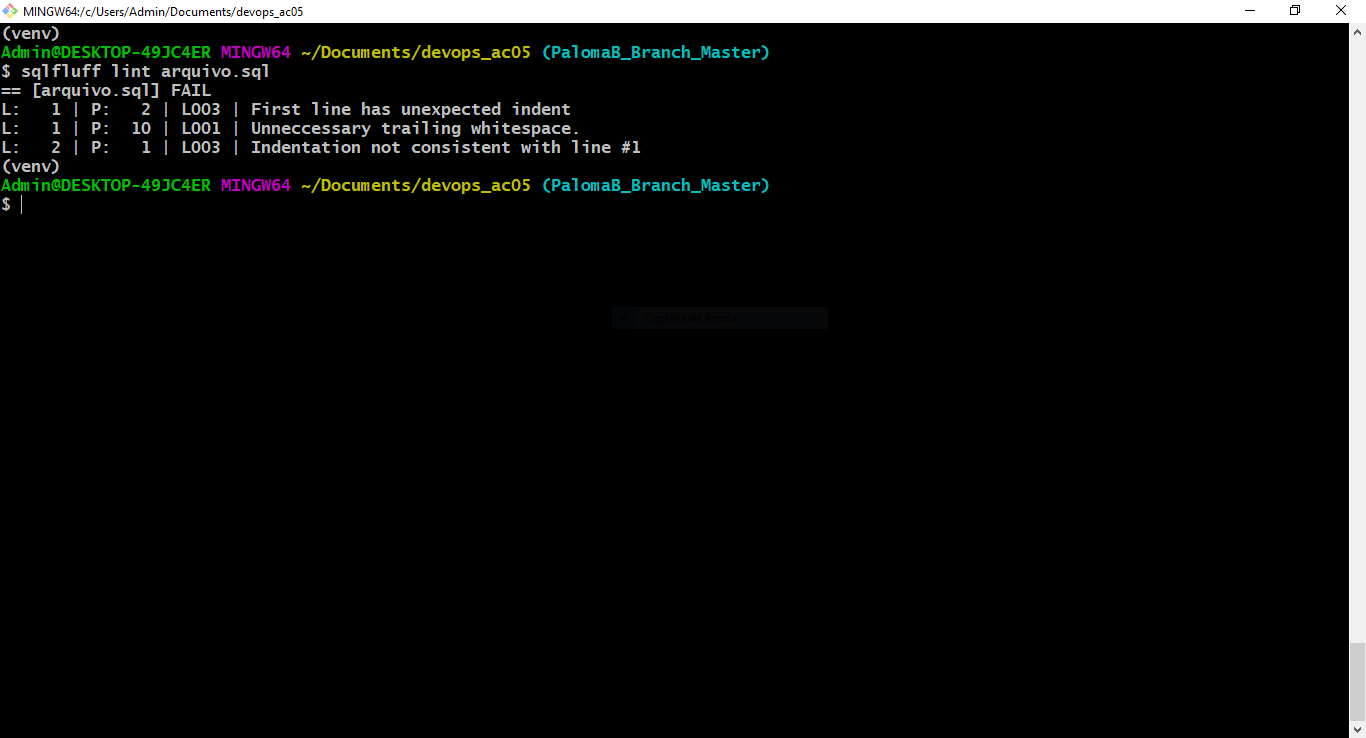 MINGW64:/c/Users/Admin/Documents/devops_ac05
(venv)
Admin@DESKTOP-49JC4ER MINGW64 ~/Documents/devops_ac05 (PalomaB_Branch_Master)
$ sqlfluff lint arquivo.sql
== [arquivo.sql] FAIL
L:   1 | P:   2 | L003 | First line has unexpected indent
L:   1 | P:  10 | L001 | Unneccessary trailing whitespace.
L:   2 | P:   1 | L003 | Indentation not consistent with line #1
(venv)
Admin@DESKTOP-49JC4ER MINGW64 ~/Documents/devops_ac05 (PalomaB_Branch_Master)
$